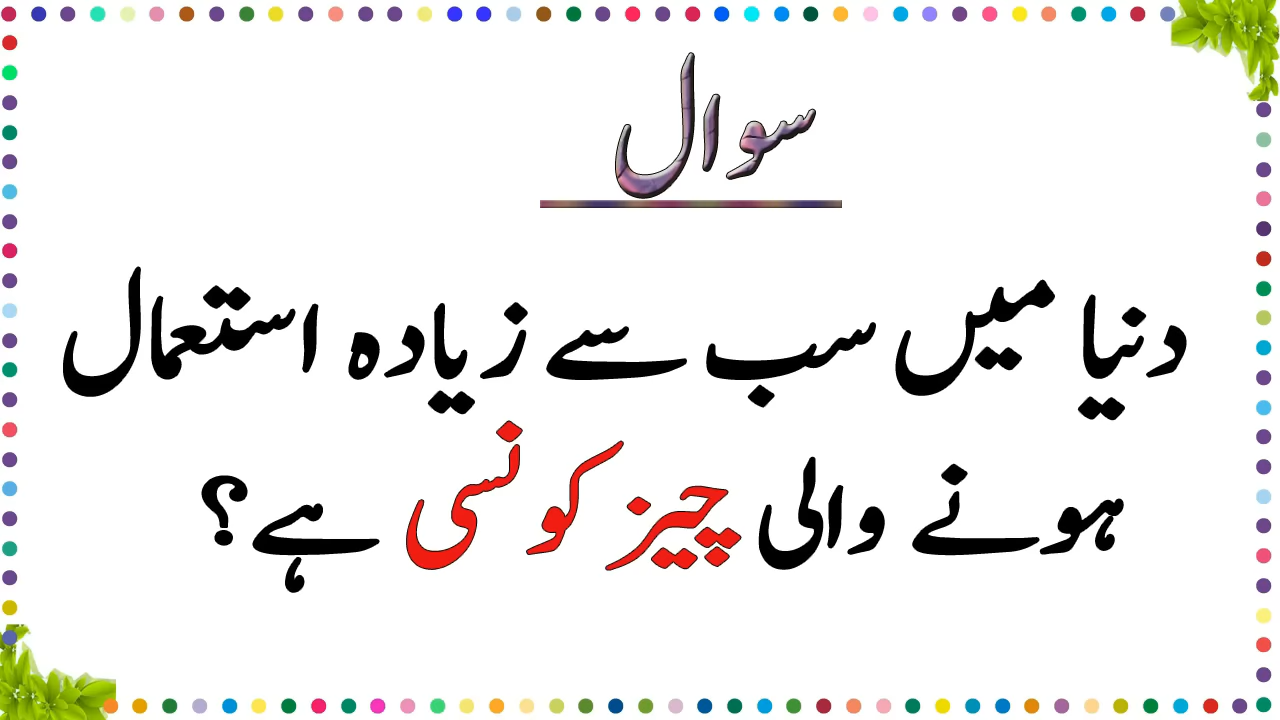 سوال
دنیا میں سب سے زیادہ استعمال
ہونے والی چیز کونسی ہے؟